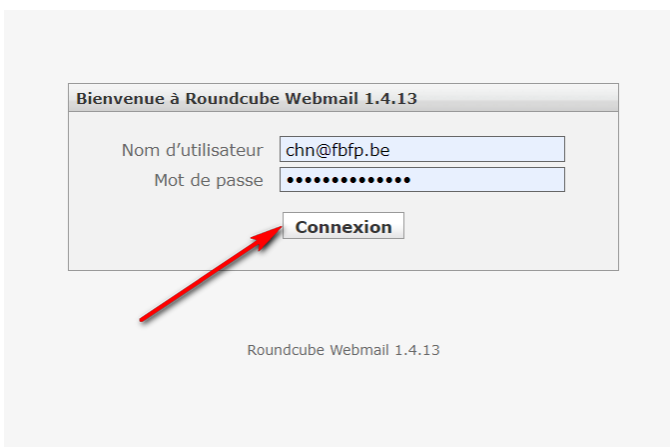 Bienvenue à Roundcube Webmail 1.4.13
Nom d’utilisateur chn@fbfp.be
Mot de passe ••••••••••••••
Connexion
Roundcube Webmail 1.4.13